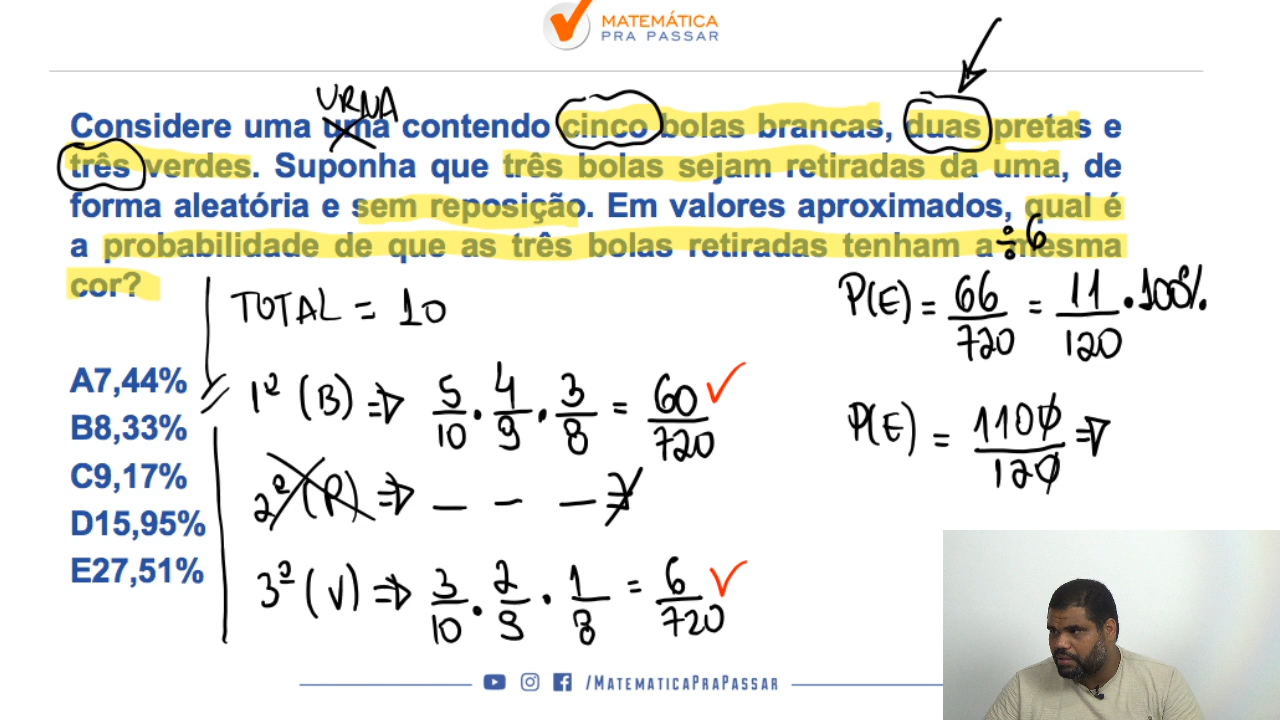 MATEMÁTICA
PRA PASSAR
URNA
Considere uma uma contendo cinco bolas brancas, duas pretas e
três verdes. Suponha que três bolas sejam retiradas da uma, de
forma aleatória e sem reposição. Em valores aproximados, qual é
a probabilidade de que as três bolas retiradas tenham a mesma
cor?
÷6
TOTAL = 10
P(E) = 66/720 = 11/120 . 100%
A7,44%
B8,33%
C9,17%
D15,95%
E27,51%
1º (B) ⇒ 5/10 . 4/9 . 3/8 = 60/720 ✓
2º (P) ⇒ _ _ _ ⇒
3º (V) ⇒ 3/10 . 2/9 . 1/8 = 6/720 ✓
P(E) = 1100/120 ⇒
/MATEMATICAPRAPASSAR